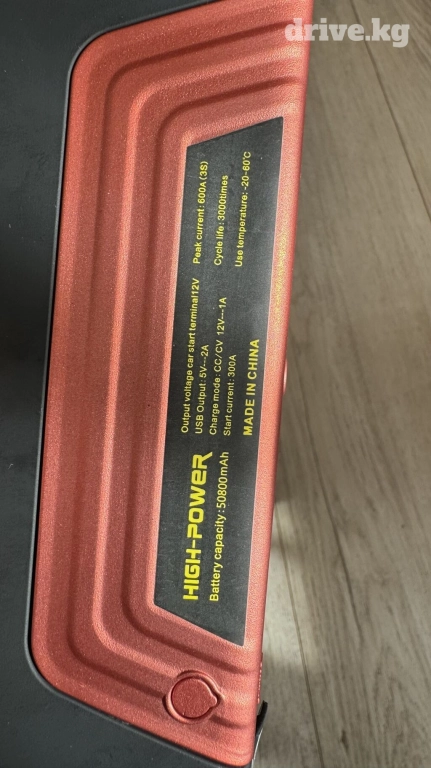 drive.kg
HIGH-POWER
Battery capacity:50800mAh
Output voltage car start terminal12V
USB Output: 5V---2A
Charge mode: CC/CV 12V---1A
Start current: 300A
MADE IN CHINA
Peak current: 600A(3S)
Cycle life: 3000times
Use temperature: -20-60℃